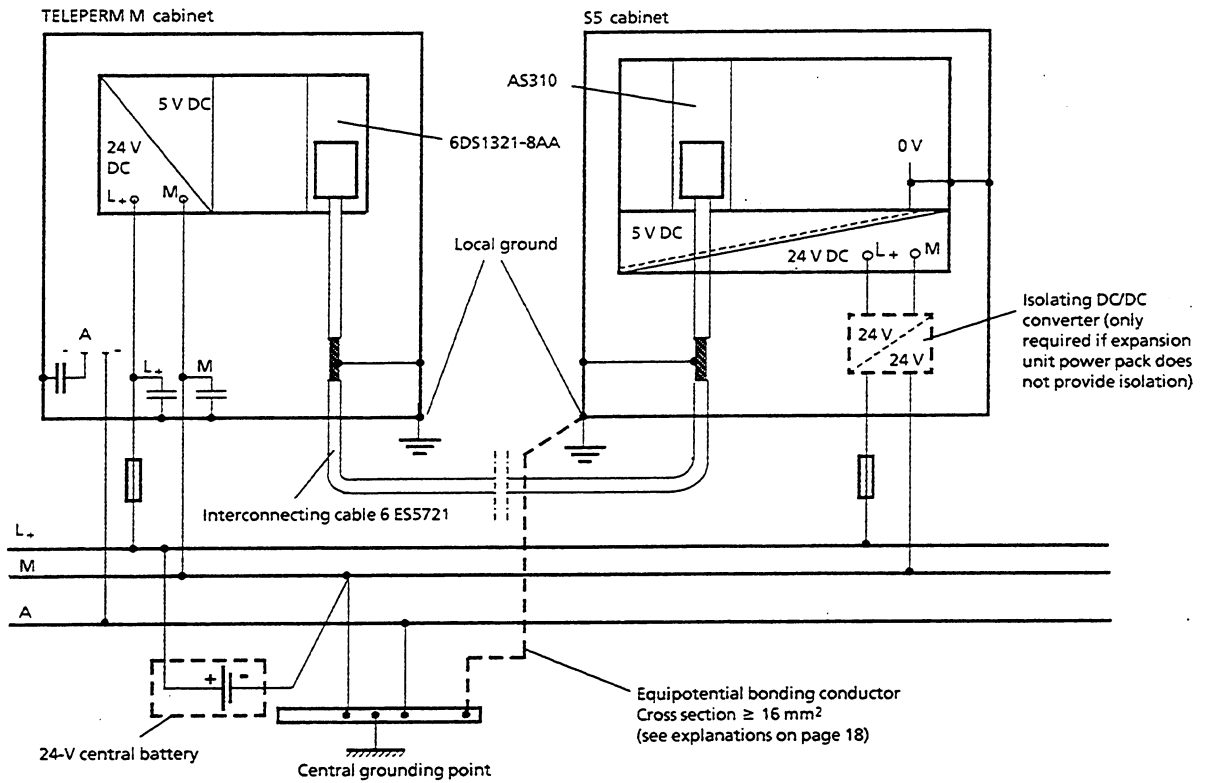 TELEPERM M cabinet
S5 cabinet
5 V DC
24 V
DC
L+
M
AS310
6DS1321-8AA
0 V
5 V DC
24 V DC
L+
M
Local ground
Isolating DC/DC
converter (only
required if expansion
unit power pack does
not provide isolation)
24 V
24 V
A
L+
M
Interconnecting cable 6 ES5721
L+
M
A
+
-
24-V central battery
Central grounding point
Equipotential bonding conductor
Cross section ≥ 16 mm²
(see explanations on page 18)